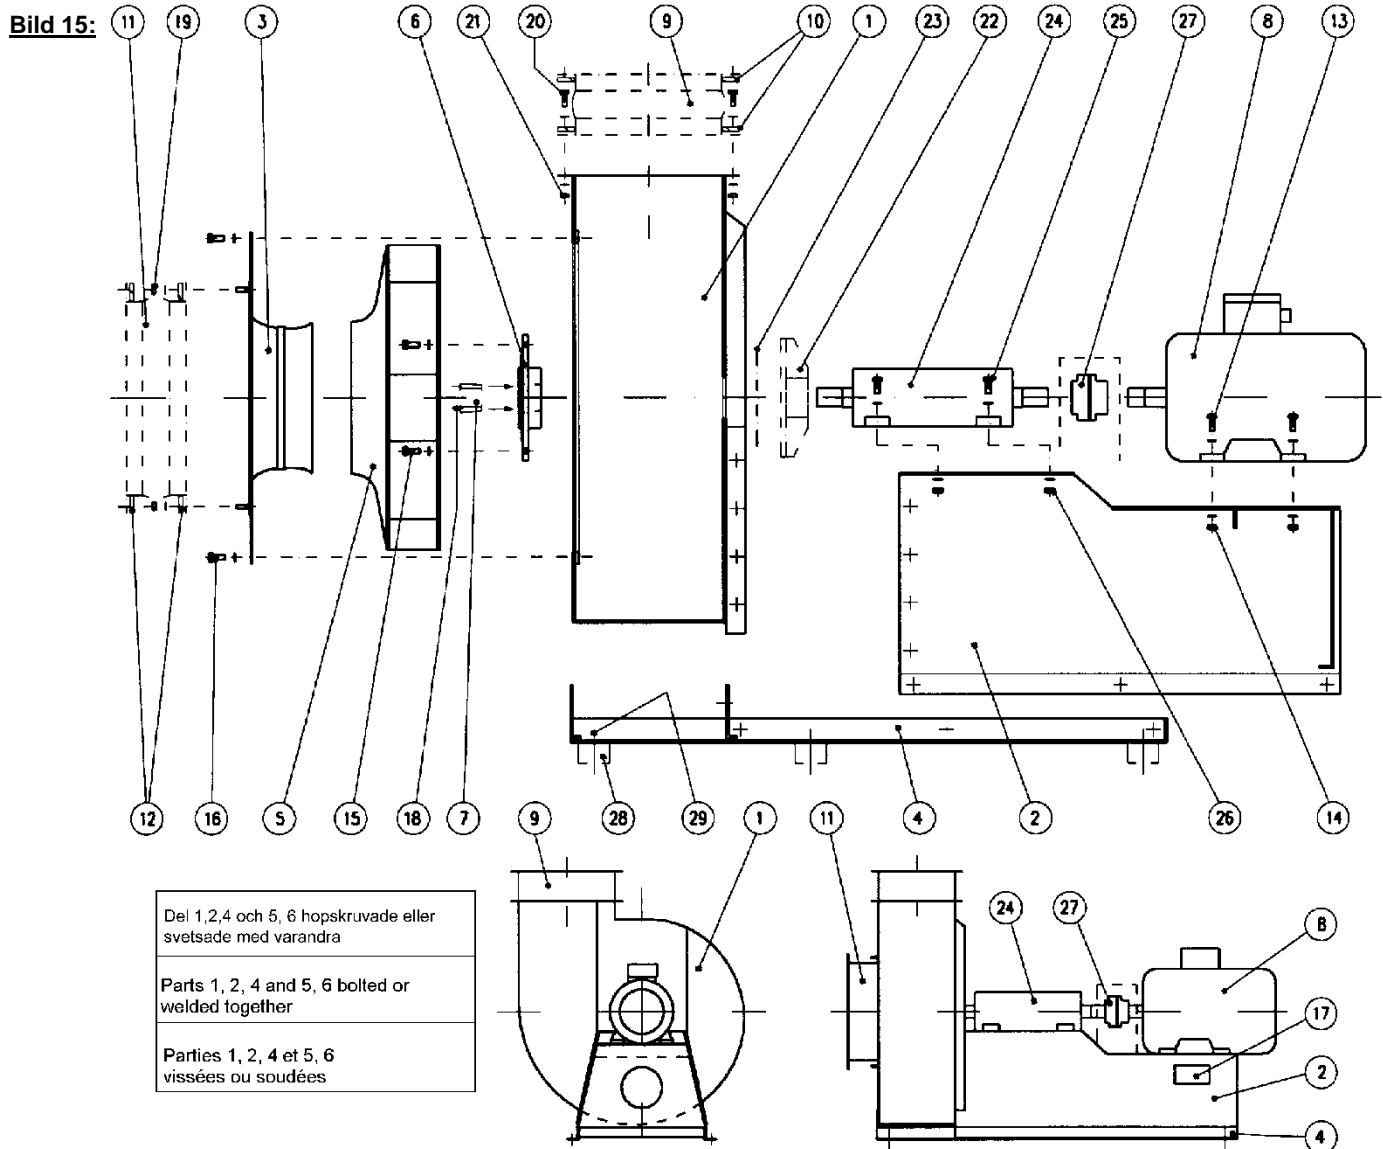 Bild 15: 11 19 3 6 21 20 9 10 1 23 22 24 25 27 8 13
12 16 5 15 18 7 28 29 4 2 26 14
9 1 11 24 27 8 17 2 4
Del 1,2,4 och 5, 6 hopskruvade eller
svetsade med varandra
Parts 1, 2, 4 and 5, 6 bolted or
welded together
Parties 1, 2, 4 et 5, 6
vissées ou soudées